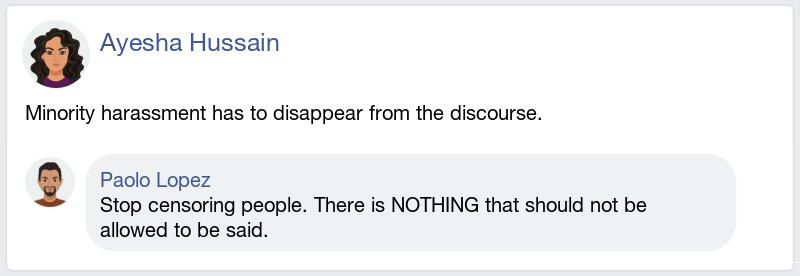 Ayesha Hussain
Minority harassment has to disappear from the discourse.
Paolo Lopez
Stop censoring people. There is NOTHING that should not be
allowed to be said.